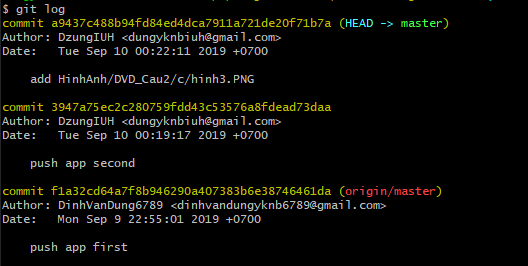 $ git log
commit a9437c488b94fd84ed4dca7911a721de20f71b7a (HEAD -> master)
Author: DzungIUH <dungyknbiuh@gmail.com>
Date:   Tue Sep 10 00:22:11 2019 +0700
add HinhAnh/DVD_Cau2/c/hinh3.PNG
commit 3947a75ec2c280759fdd43c53576a8fdead73daa
Author: DzungIUH <dungyknbiuh@gmail.com>
Date:   Tue Sep 10 00:19:17 2019 +0700
push app second
commit f1a32cd64a7f8b946290a407383b6e38746461da (origin/master)
Author: DinhVanDung6789 <dinhvandungyknb6789@gmail.com>
Date:   Mon Sep 9 22:55:01 2019 +0700
push app first